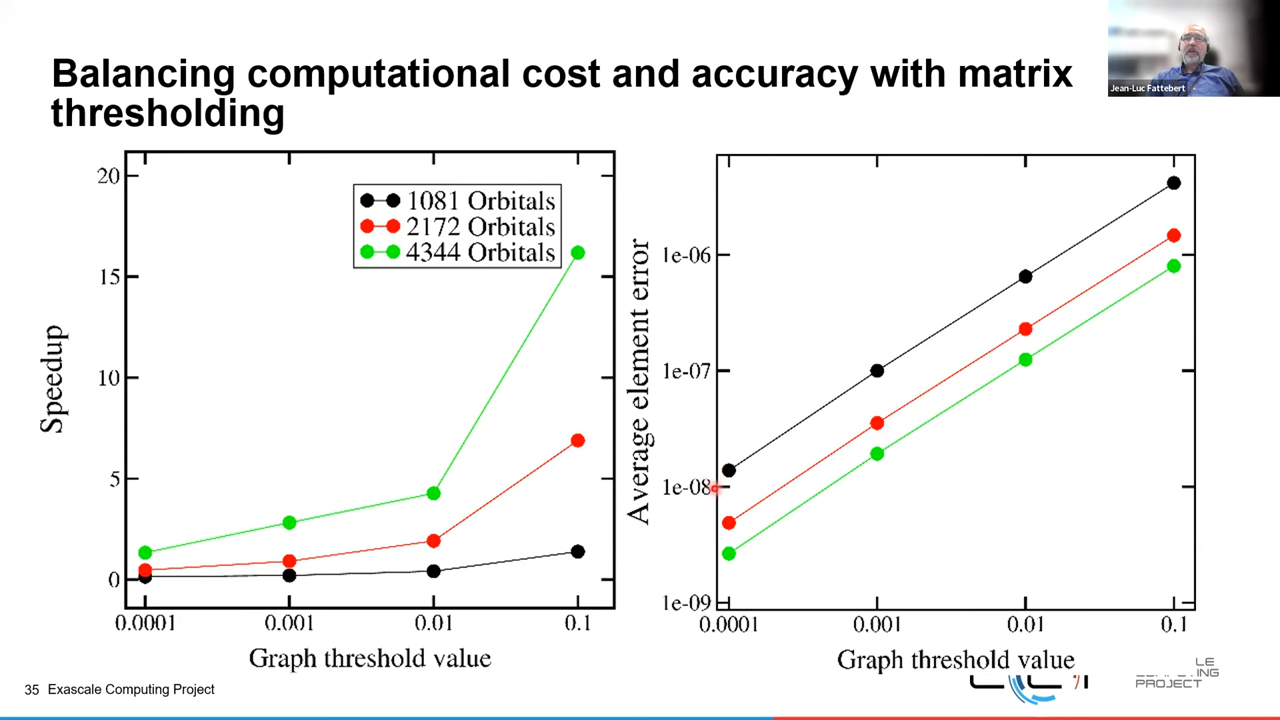 Balancing computational cost and accuracy with matrix
thresholding
Jean-Luc Fattebert
20
15
10
5
0
Speedup
1081 Orbitals
2172 Orbitals
4344 Orbitals
0.0001
0.001
0.01
0.1
Graph threshold value
Average element error
1e-06
1e-07
1e-08
1e-09
0.0001
0.001
0.01
0.1
Graph threshold value
35 Exascale Computing Project
LE
ING
PROJECT